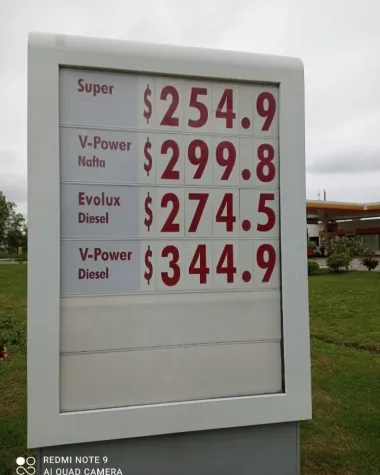 Super $254.9
V-Power
Nafta $299.8
Evolux
Diesel $274.5
V-Power
Diesel $344.9
REDMI NOTE 9
AI QUAD CAMERA